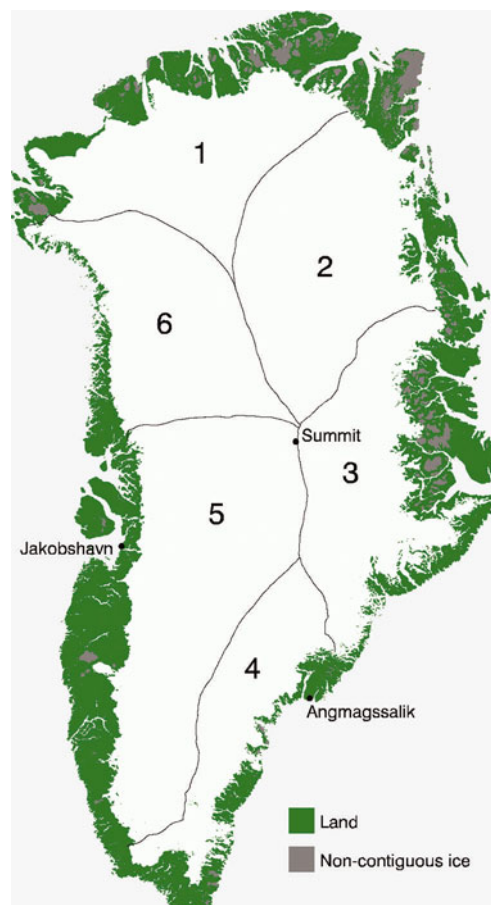 1
2
6
Summit
3
5
Jakobshavn
4
Angmagssalik
Land
Non-contiguous ice